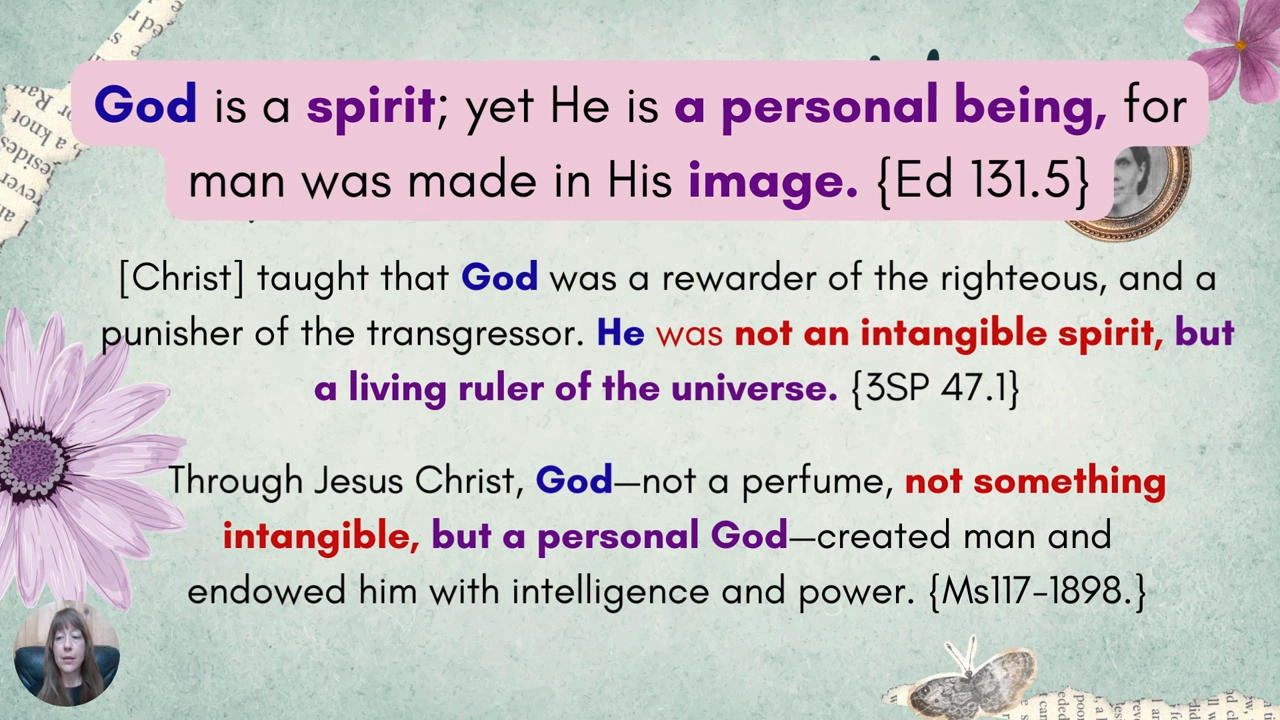 God is a spirit; yet He is a personal being, for
man was made in His image. {Ed 131.5}
[Christ] taught that God was a rewarder of the righteous, and a
punisher of the transgressor. He was not an intangible spirit, but
a living ruler of the universe. {3SP 47.1}
Through Jesus Christ, God—not a perfume, not something
intangible, but a personal God—created man and
endowed him with intelligence and power. {Ms117-1898.}